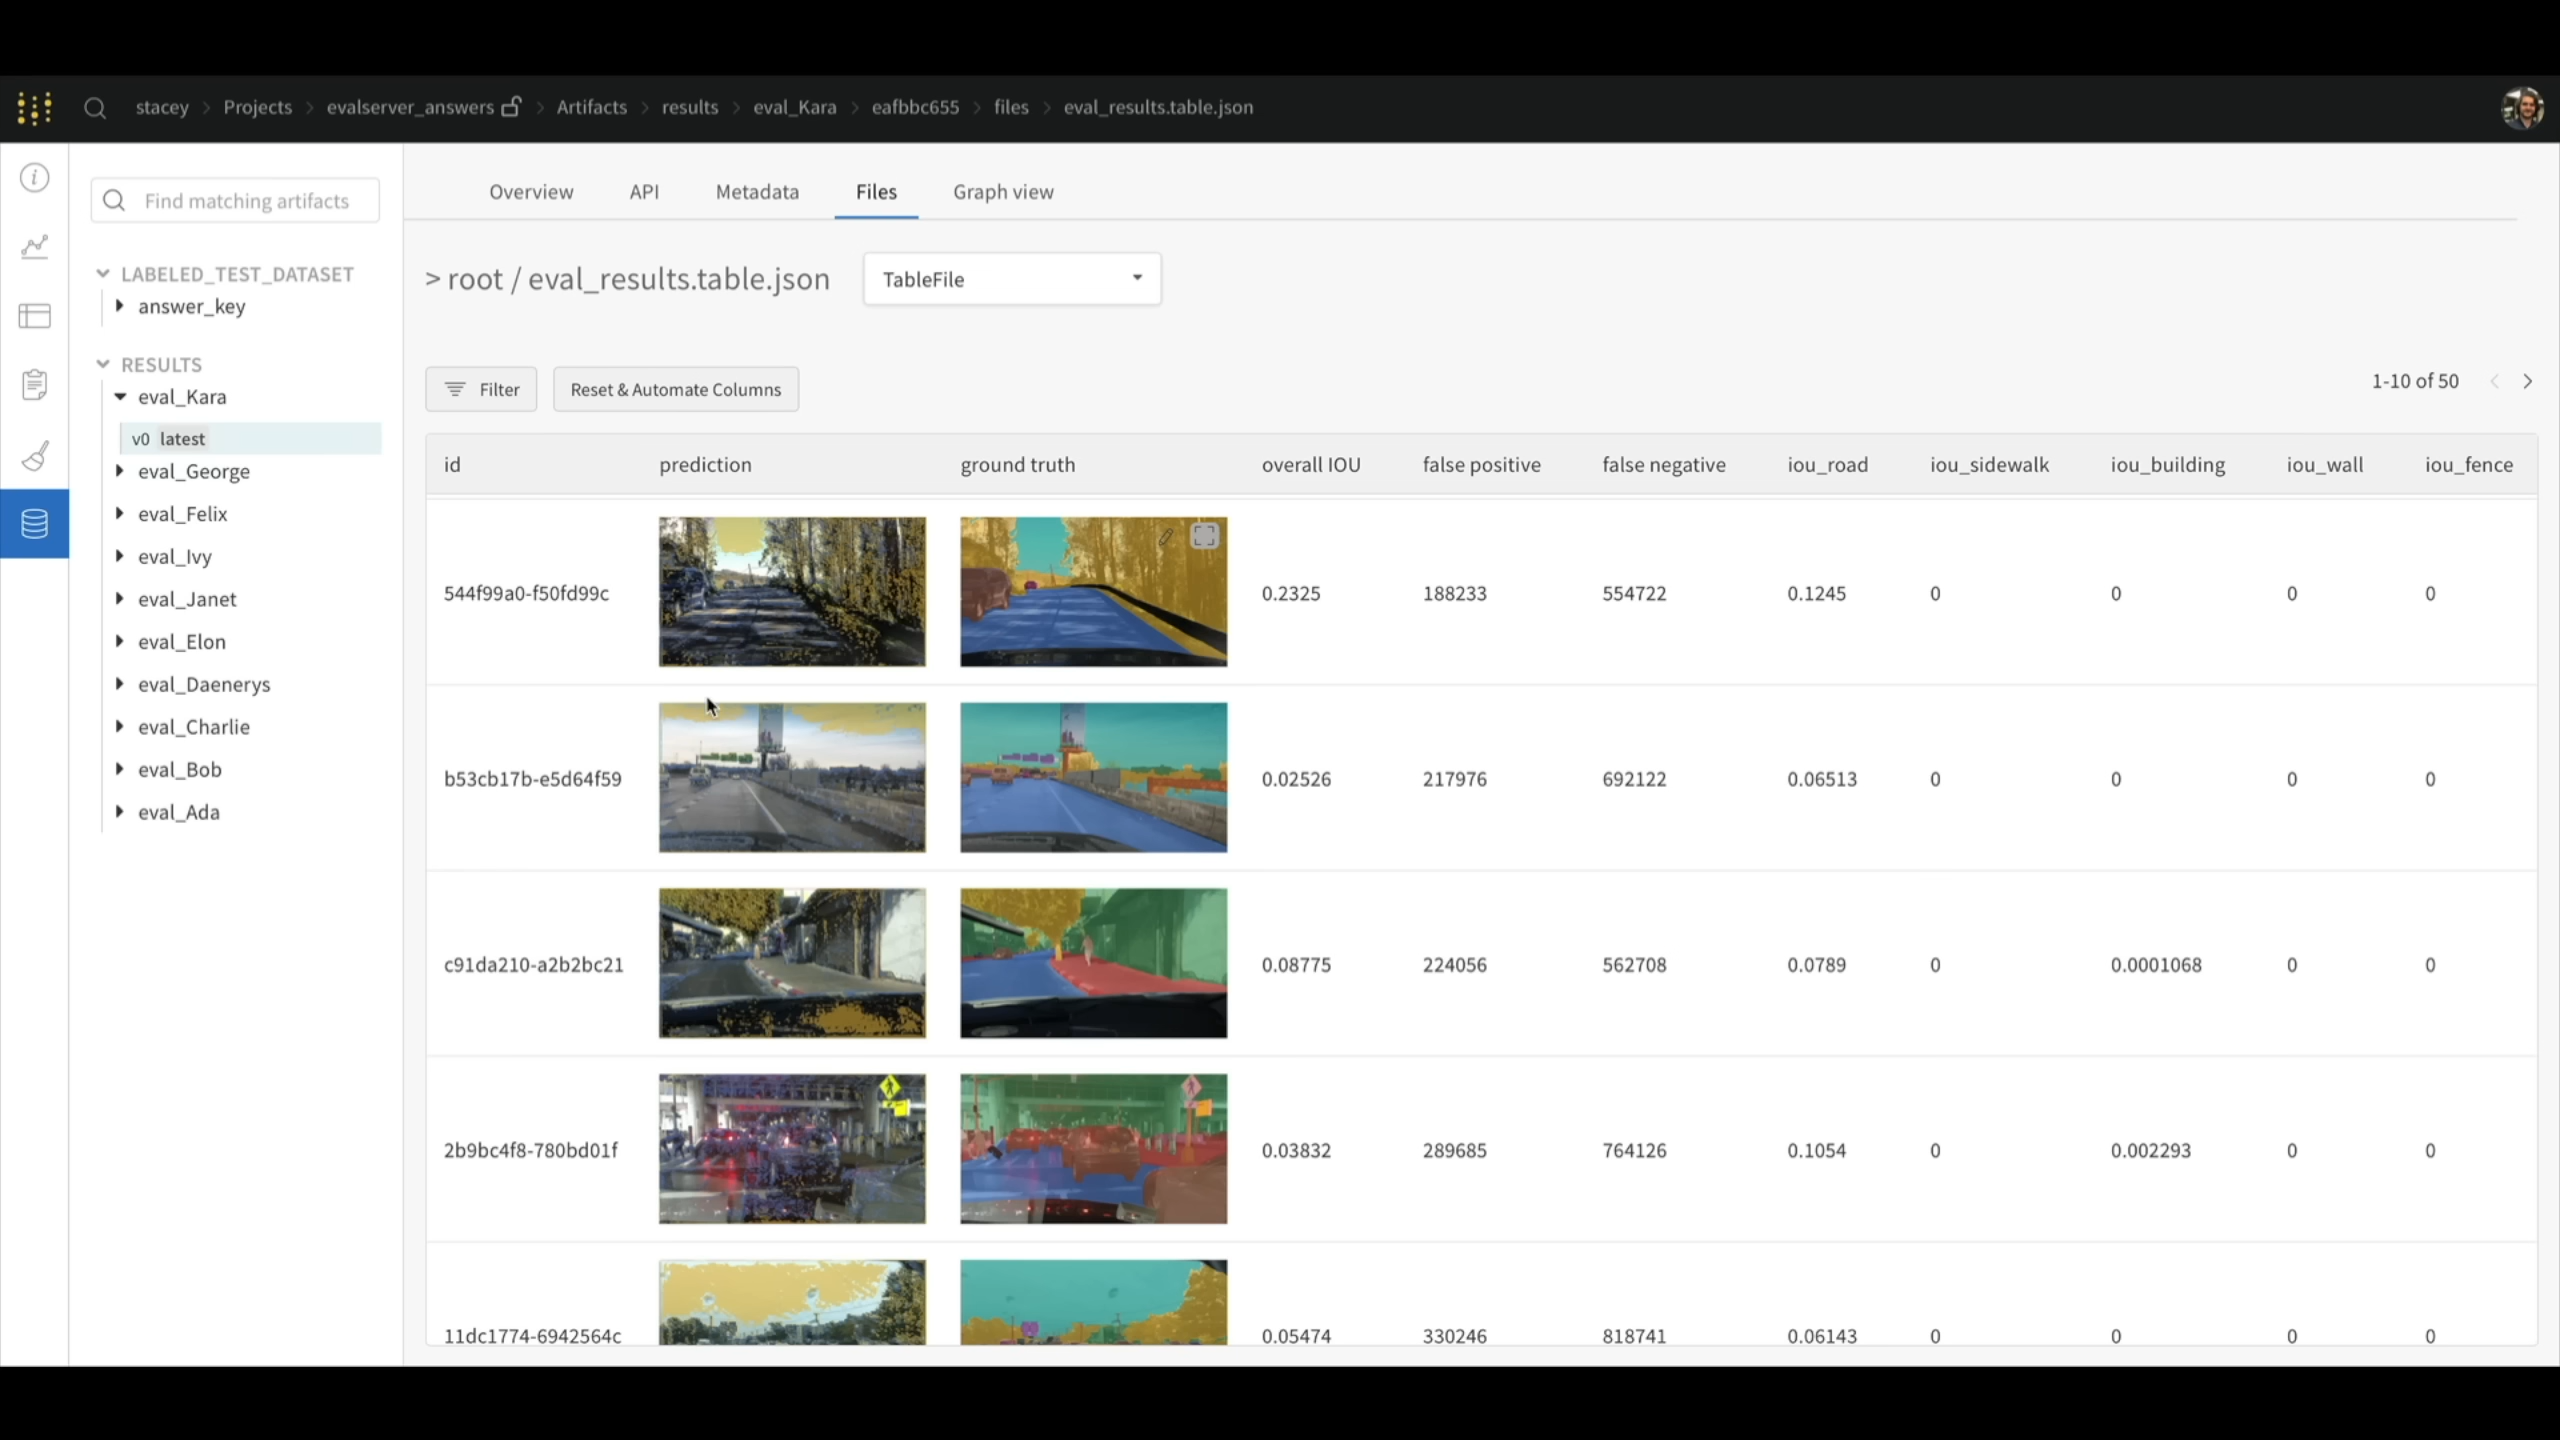 stacey > Projects > evalserver_answers > Artifacts > results > eval_Kara > eafbbc655 > files > eval_results.table.json
Find matching artifacts
LABELED_TEST_DATASET
answer_key
RESULTS
eval_Kara
v0 latest
eval_George
eval_Felix
eval_Ivy
eval_Janet
eval_Elon
eval_Daenerys
eval_Charlie
eval_Bob
eval_Ada
Overview API Metadata Files Graph view
> root / eval_results.table.json TableFile
Filter Reset & Automate Columns 1-10 of 50
id prediction ground truth overall IOU false positive false negative iou_road iou_sidewalk iou_building iou_wall iou_fence
544f99a0-f50fd99c 0.2325 188233 554722 0.1245 0 0 0 0
b53cb17b-e5d64f59 0.02526 217976 692122 0.06513 0 0 0 0
c91da210-a2b2bc21 0.08775 224056 562708 0.0789 0 0.0001068 0 0
2b9bc4f8-780bd01f 0.03832 289685 764126 0.1054 0 0.002293 0 0
11dc1774-6942564c 0.05474 330246 818741 0.06143 0 0 0 0